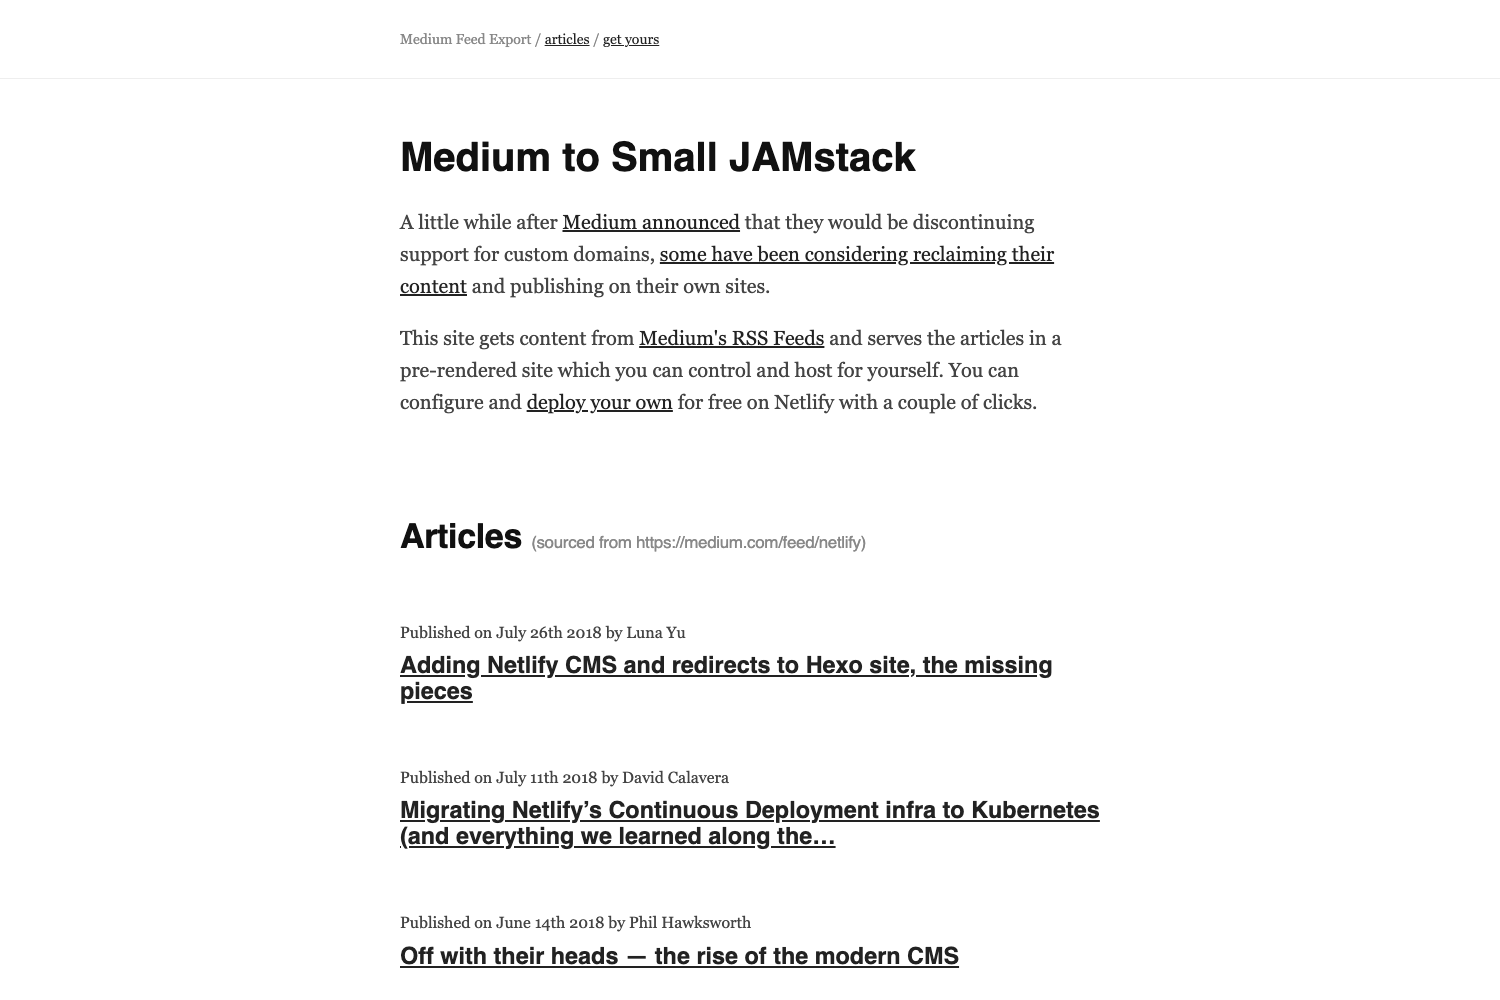 Medium Feed Export / articles / get yours
Medium to Small JAMstack
A little while after Medium announced that they would be discontinuing
support for custom domains, some have been considering reclaiming their
content and publishing on their own sites.
This site gets content from Medium's RSS Feeds and serves the articles in a
pre-rendered site which you can control and host for yourself. You can
configure and deploy your own for free on Netlify with a couple of clicks.
Articles (sourced from https://medium.com/feed/netlify)
Published on July 26th 2018 by Luna Yu
Adding Netlify CMS and redirects to Hexo site, the missing
pieces
Published on July 11th 2018 by David Calavera
Migrating Netlify’s Continuous Deployment infra to Kubernetes
(and everything we learned along the…
Published on June 14th 2018 by Phil Hawksworth
Off with their heads — the rise of the modern CMS